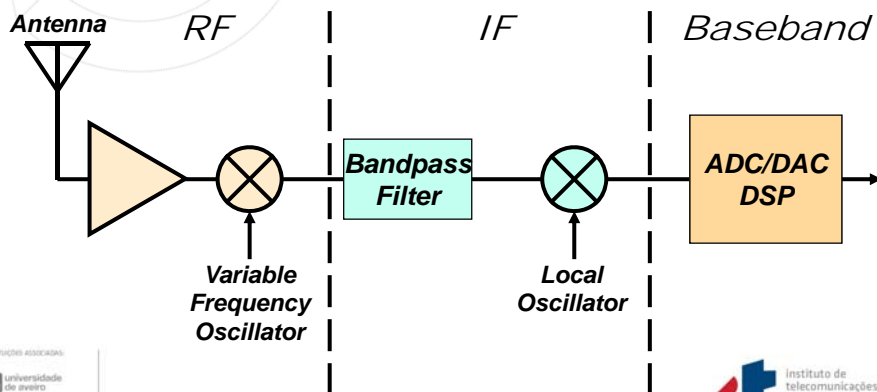 RF
IF
Baseband
Antenna
Bandpass
Filter
ADC/DAC
DSP
Variable
Frequency
Oscillator
Local
Oscillator
universidade
de aveiro
instituto de
telecomunicações